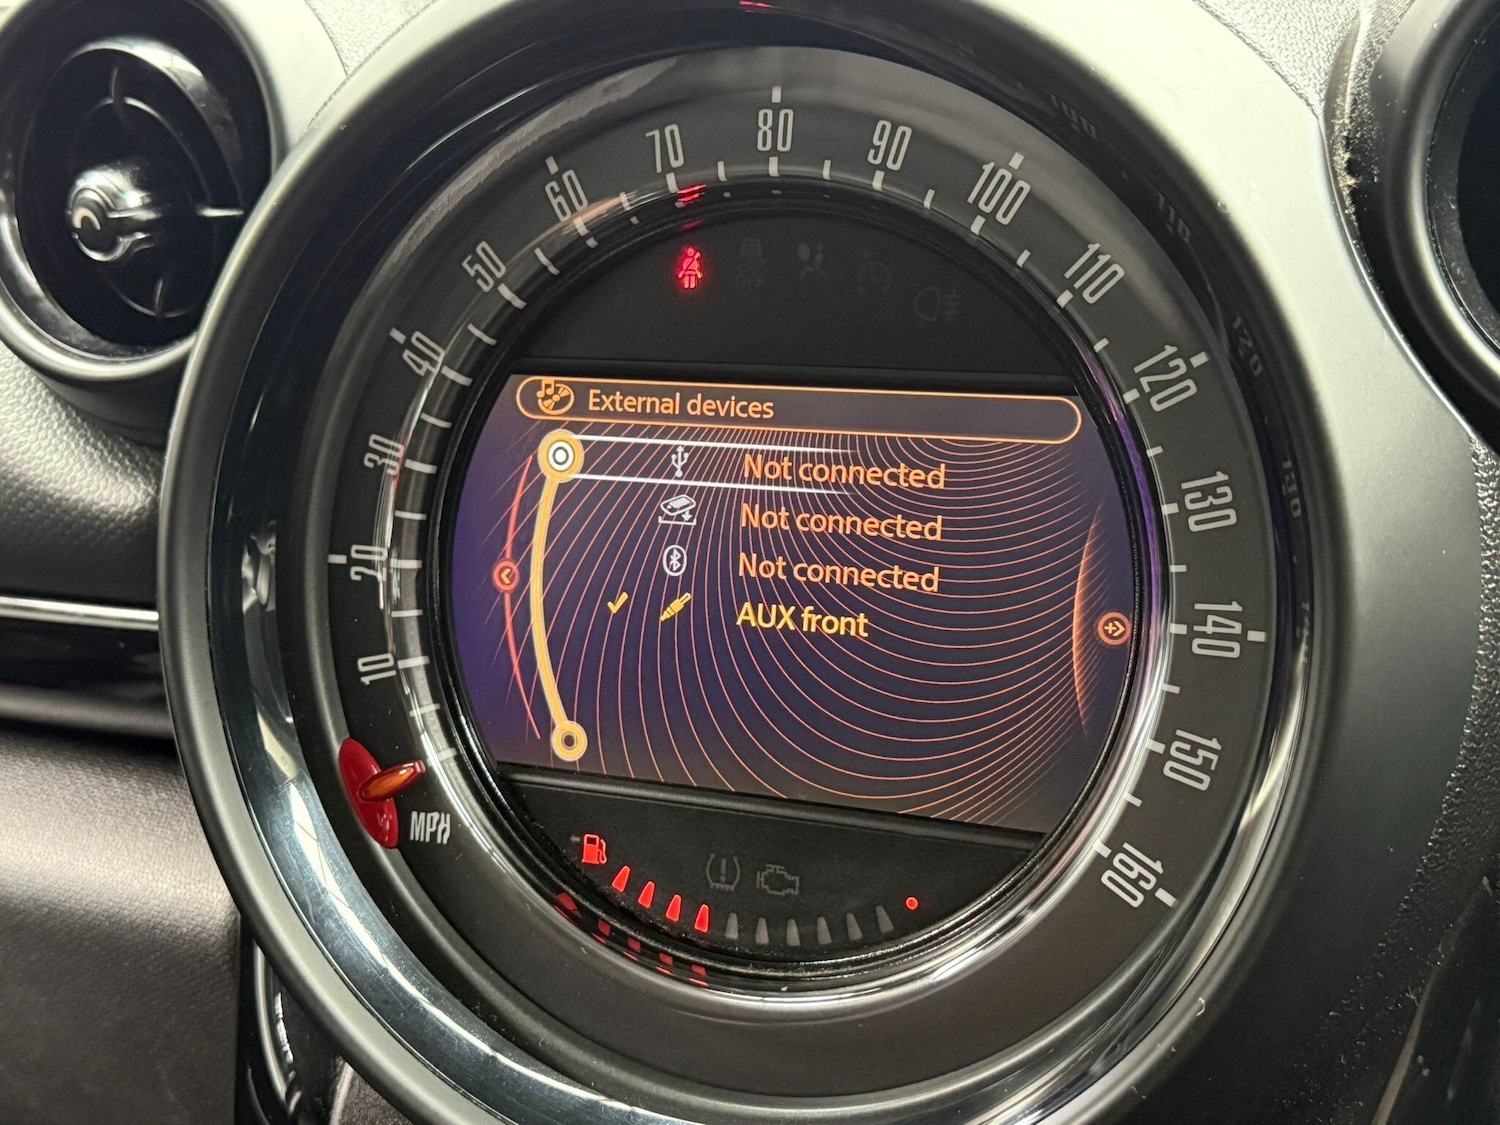 80
70
90
60
100
50
110
40
120
30
130
20
140
10
150
160
MPH
External devices
Not connected
Not connected
Not connected
AUX front